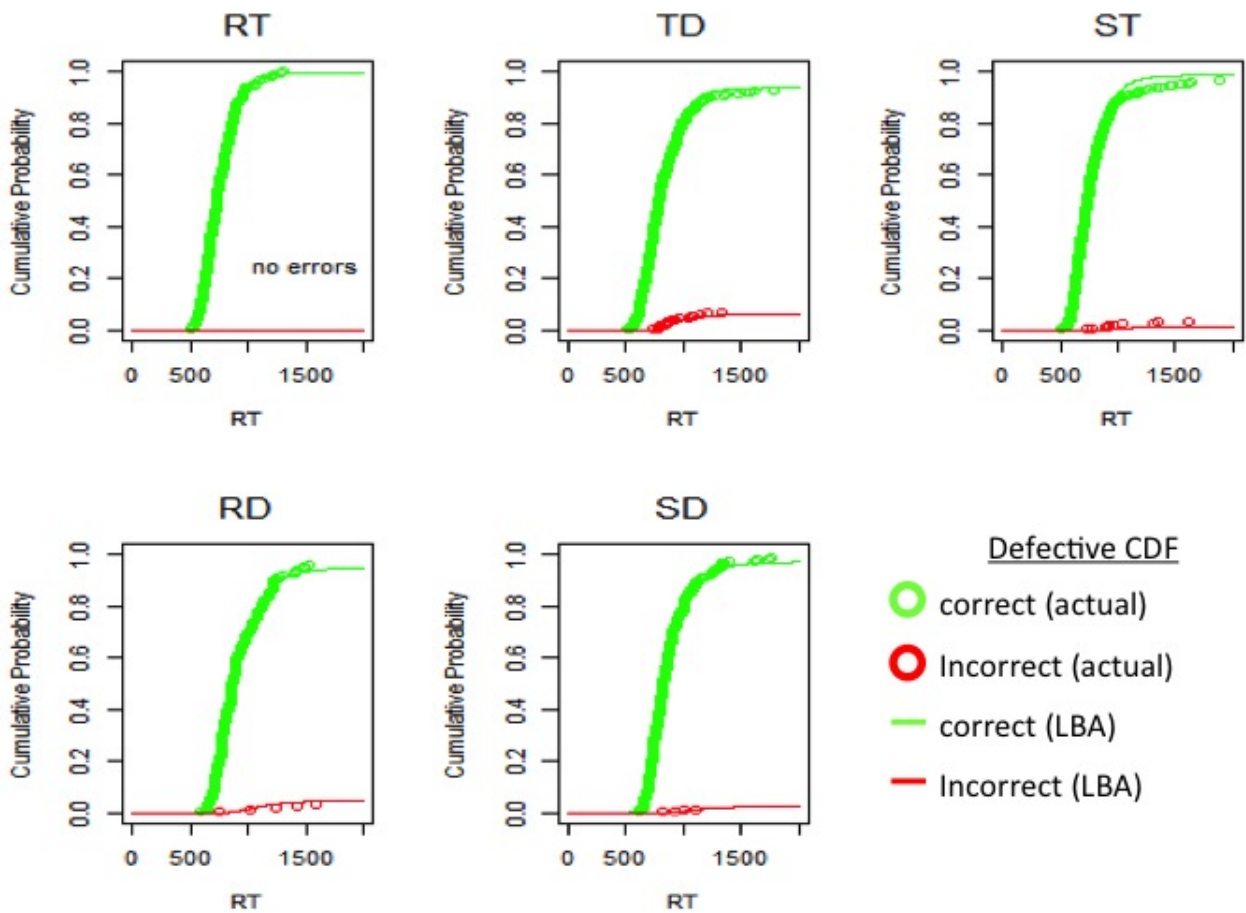 RT
Cumulative Probability
0.0 0.2 0.4 0.6 0.8 1.0
no errors
0 500 1500
RT
TD
Cumulative Probability
0.0 0.2 0.4 0.6 0.8 1.0
0 500 1500
RT
ST
Cumulative Probability
0.0 0.2 0.4 0.6 0.8 1.0
0 500 1500
RT
RD
Cumulative Probability
0.0 0.2 0.4 0.6 0.8 1.0
0 500 1500
RT
SD
Cumulative Probability
0.0 0.2 0.4 0.6 0.8 1.0
0 500 1500
RT
Defective CDF
correct (actual)
Incorrect (actual)
correct (LBA)
Incorrect (LBA)